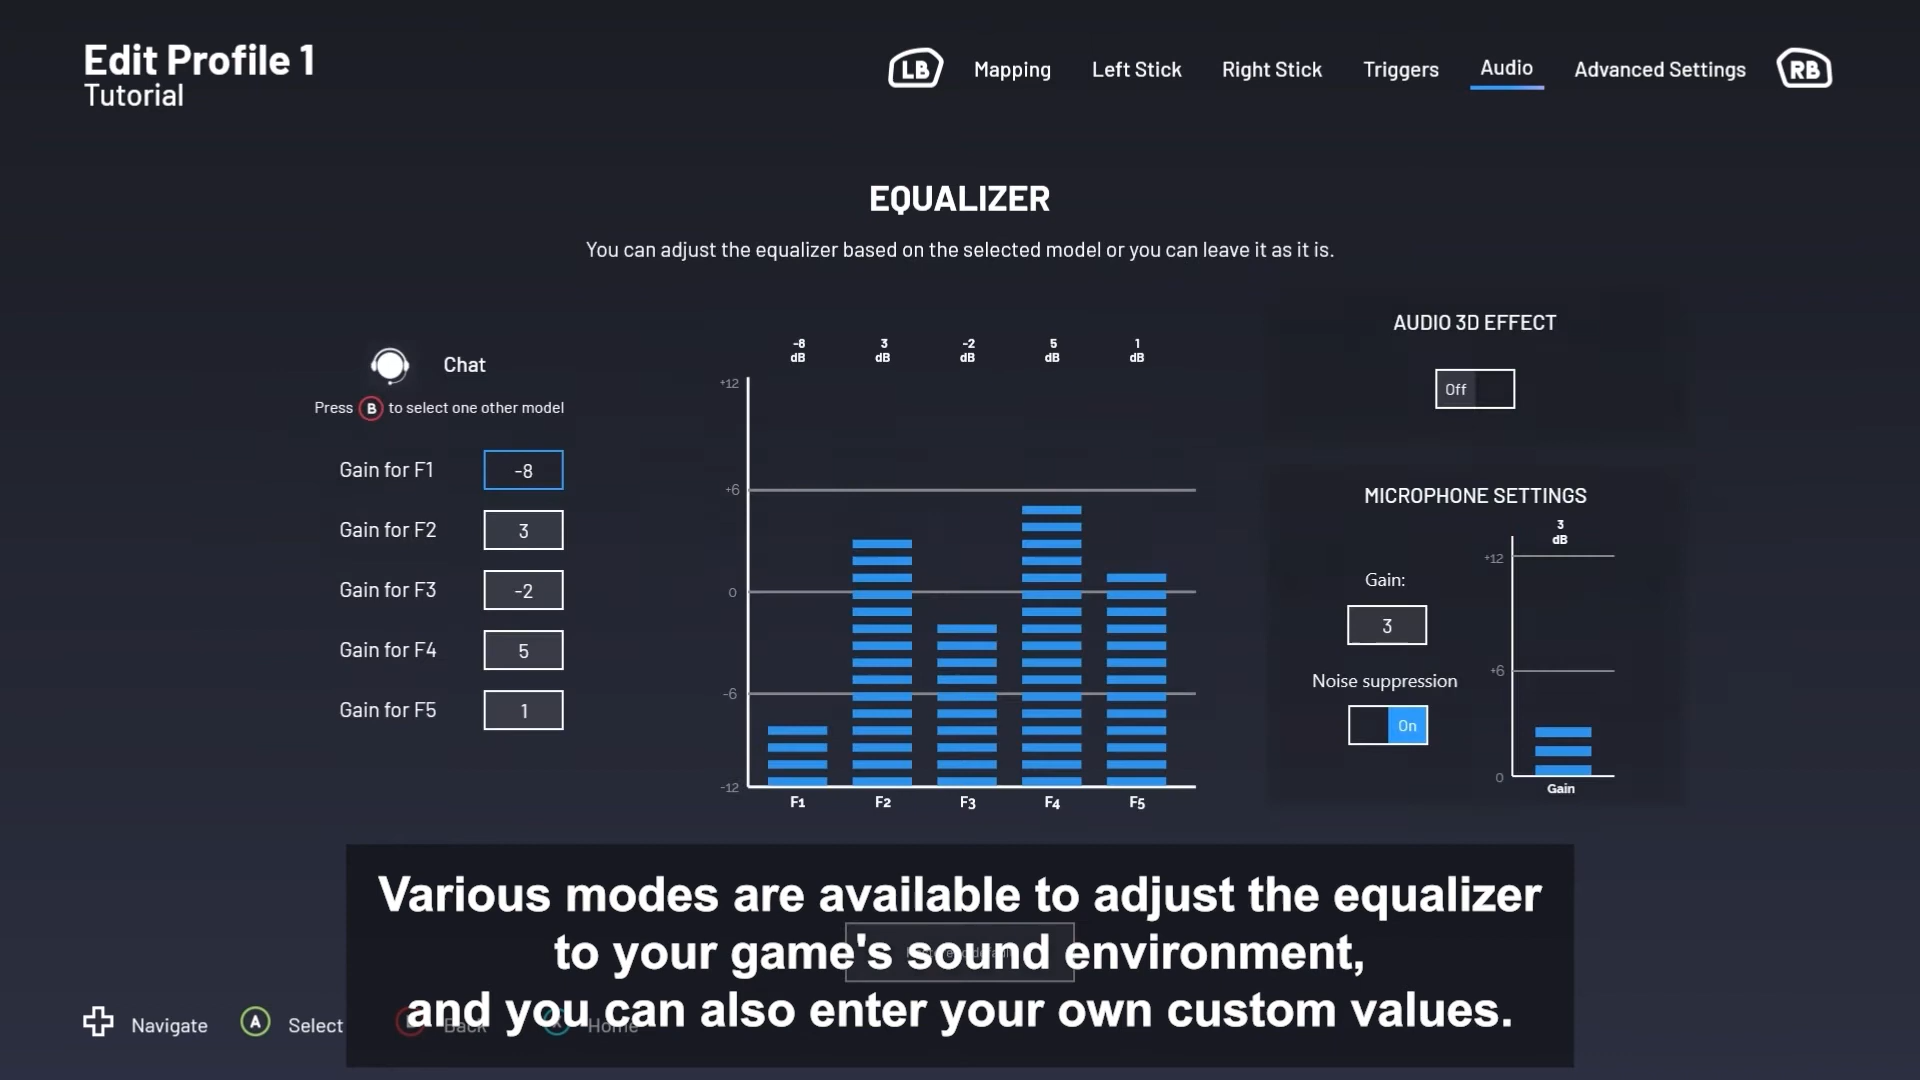 Edit Profile 1
Tutorial
LB Mapping Left Stick Right Stick Triggers Audio Advanced Settings RB
EQUALIZER
You can adjust the equalizer based on the selected model or you can leave it as it is.
Chat
Press B to select one other model
Gain for F1 -8
Gain for F2 3
Gain for F3 -2
Gain for F4 5
Gain for F5 1
-8 3 -2 5 1
dB dB dB dB dB
+12
+6
0
-6
-12
F1 F2 F3 F4 F5
AUDIO 3D EFFECT
Off
MICROPHONE SETTINGS
3
dB
+12
Gain:
3
+6
Noise suppression
On
0
Gain
Various modes are available to adjust the equalizer
to your game's sound environment,
and you can also enter your own custom values.
Navigate A Select Back Home